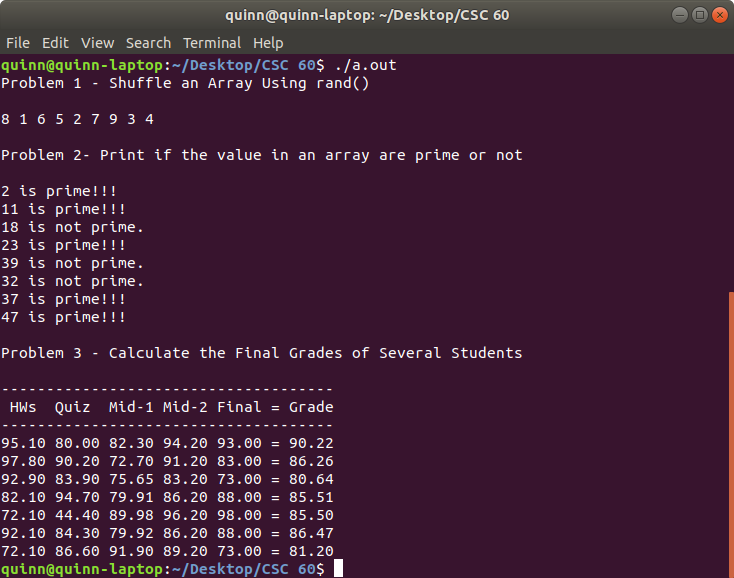 quinn@quinn-laptop: ~/Desktop/CSC 60
File Edit View Search Terminal Help
quinn@quinn-laptop:~/Desktop/CSC 60$ ./a.out
Problem 1 - Shuffle an Array Using rand()
8 1 6 5 2 7 9 3 4
Problem 2- Print if the value in an array are prime or not
2 is prime!!!
11 is prime!!!
18 is not prime.
23 is prime!!!
39 is not prime.
32 is not prime.
37 is prime!!!
47 is prime!!!
Problem 3 - Calculate the Final Grades of Several Students
-------------------------------------
 HWs  Quiz  Mid-1 Mid-2 Final = Grade
-------------------------------------
95.10 80.00 82.30 94.20 93.00 = 90.22
97.80 90.20 72.70 91.20 83.00 = 86.26
92.90 83.90 75.65 83.20 73.00 = 80.64
82.10 94.70 79.91 86.20 88.00 = 85.51
72.10 44.40 89.98 96.20 98.00 = 85.50
92.10 84.30 79.92 86.20 88.00 = 86.47
72.10 86.60 91.90 89.20 73.00 = 81.20
quinn@quinn-laptop:~/Desktop/CSC 60$